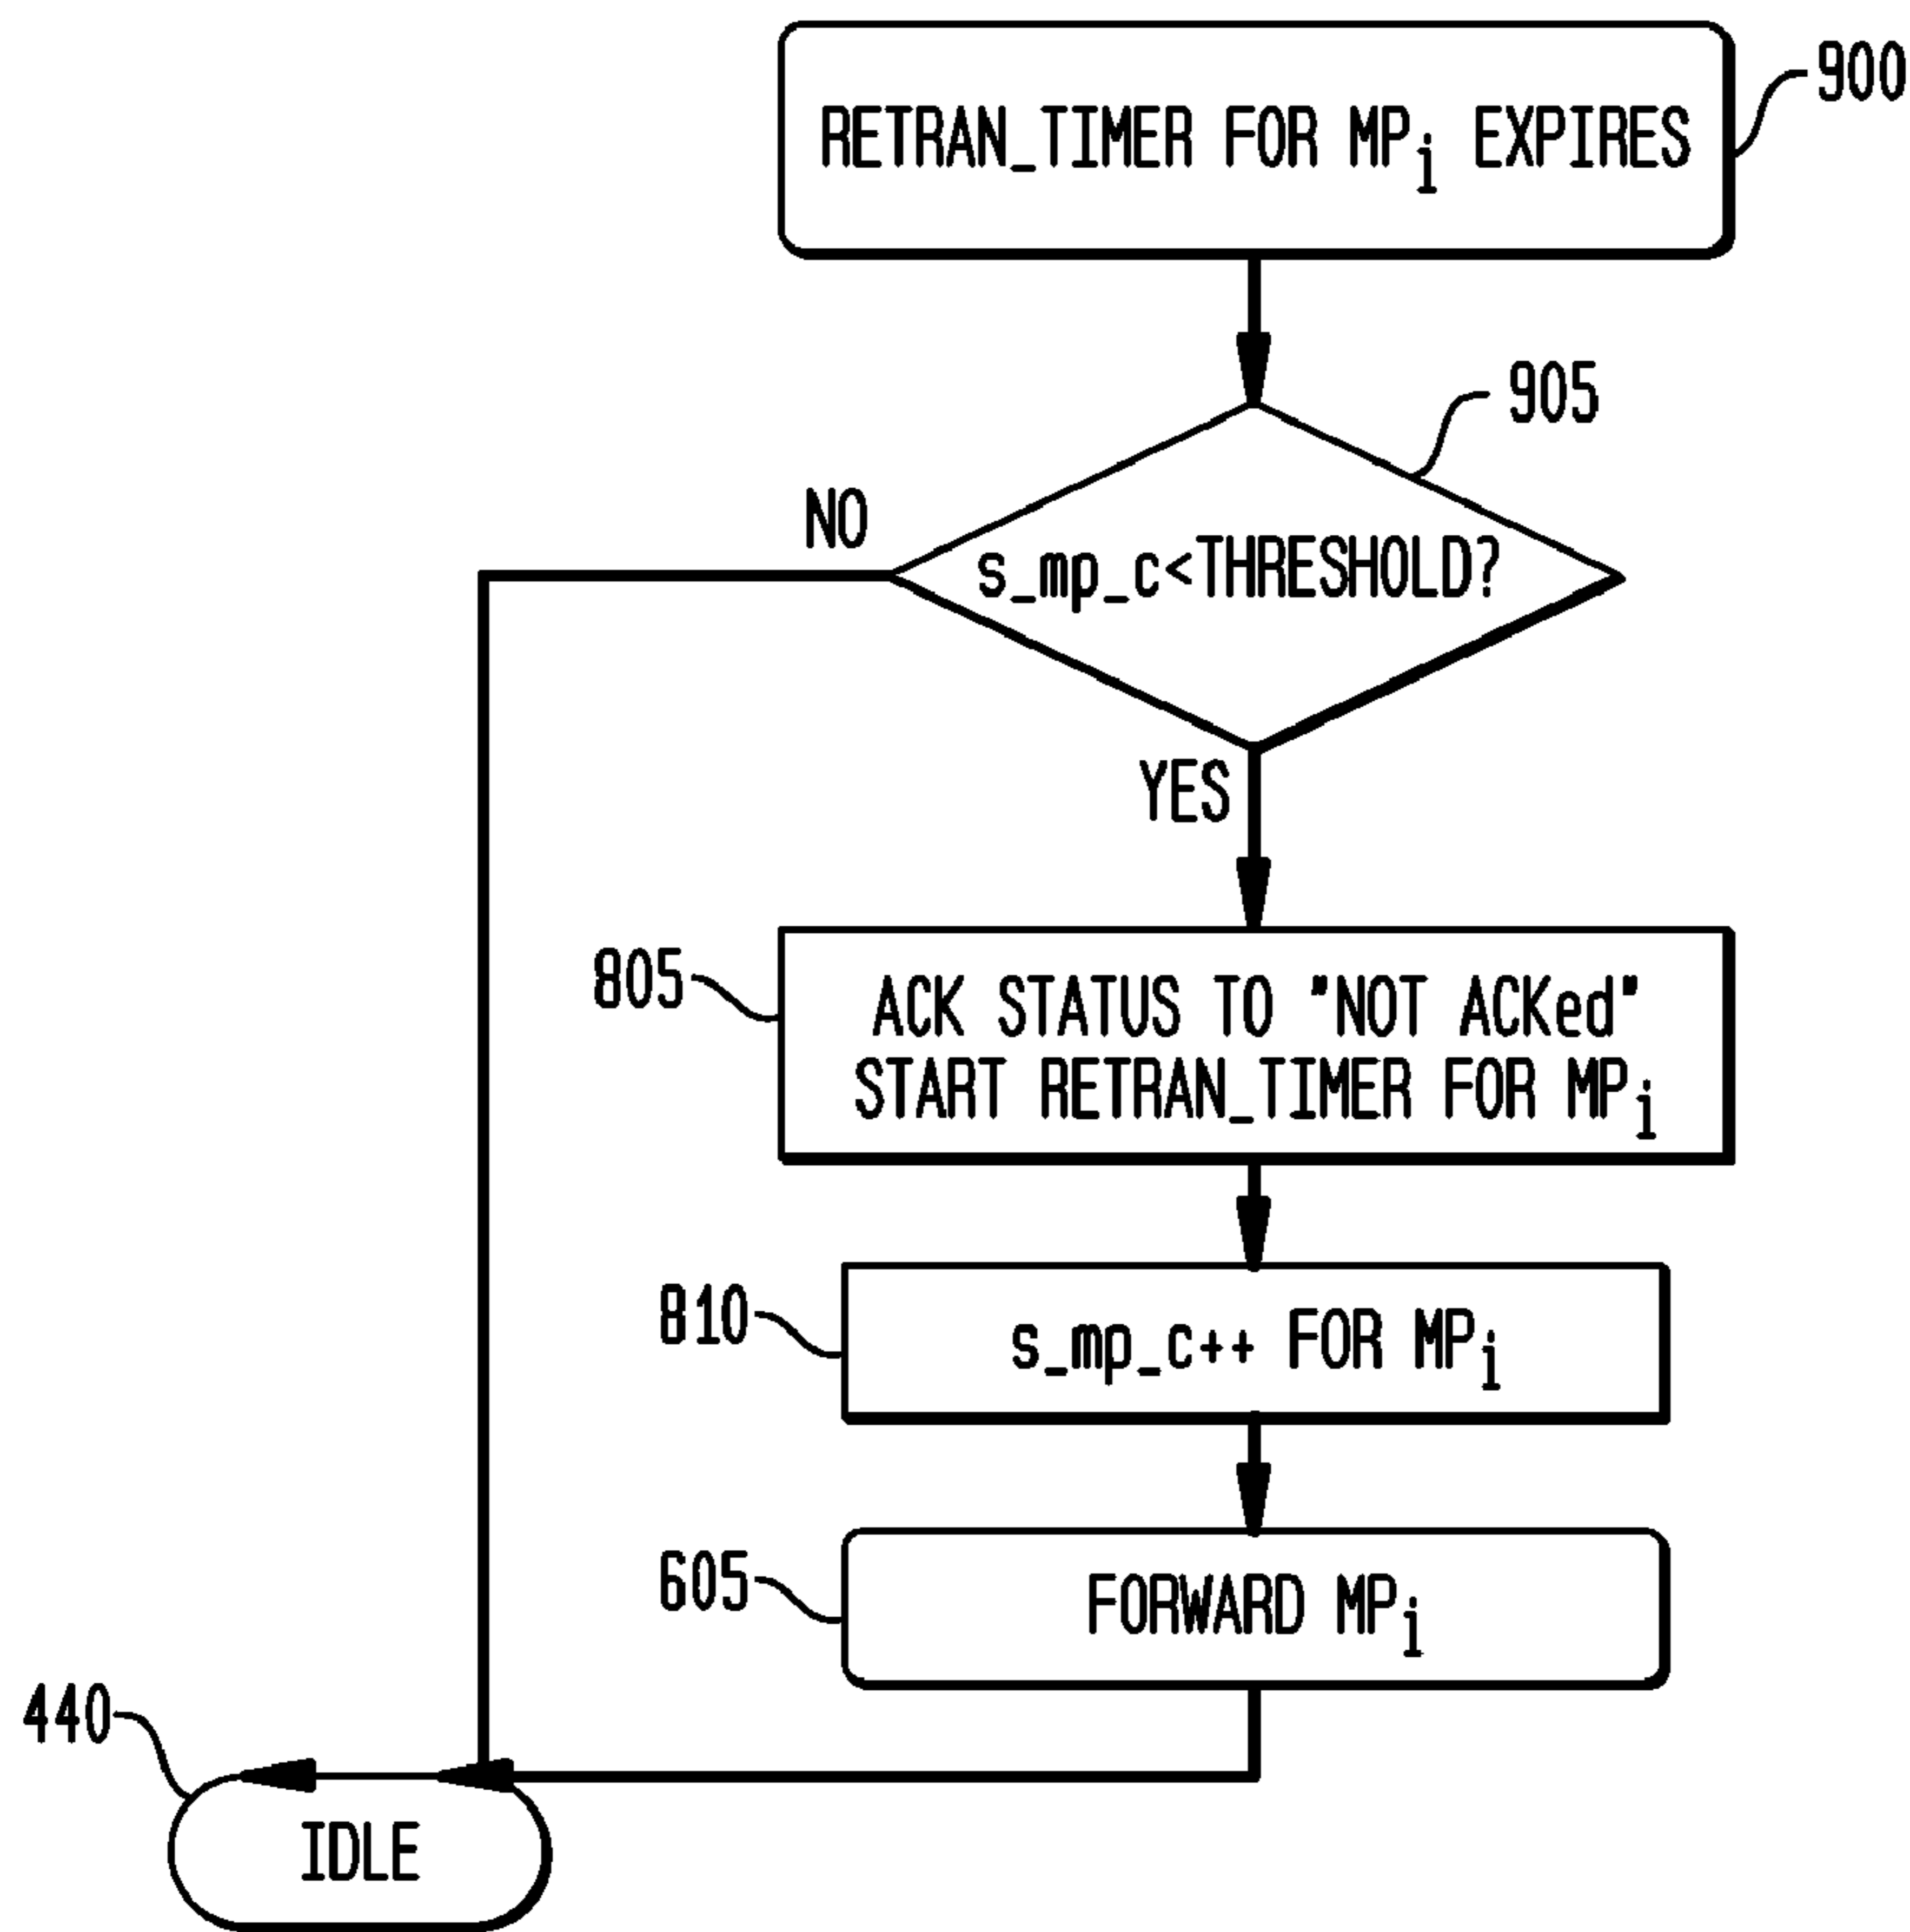 900
RETRAN_TIMER FOR MPi EXPIRES
905
NO
s_mp_c<THRESHOLD?
YES
805
ACK STATUS TO "NOT ACKed"
START RETRAN_TIMER FOR MPi
810
s_mp_c++ FOR MPi
605
FORWARD MPi
440
IDLE